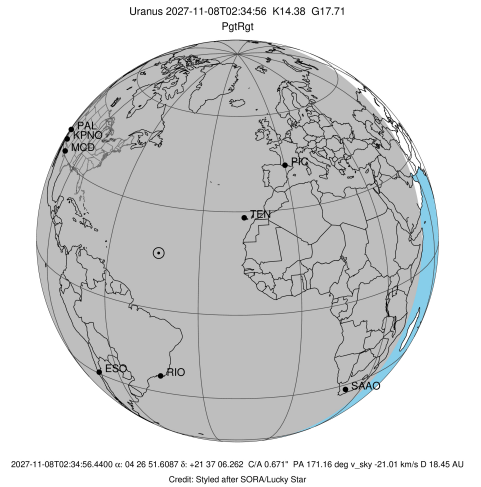 Uranus 2027-11-08T02:34:56 K14.38 G17.71
PgtRgt
PAL
KPNO
MCD
PIC
TEN
ESO
RIO
SAAO
2027-11-08T02:34:56.4400 α: 04 26 51.6087 δ: +21 37 06.262 C/A 0.671" PA 171.16 deg v_sky -21.01 km/s D 18.45 AU
Credit: Styled after SORA/Lucky Star